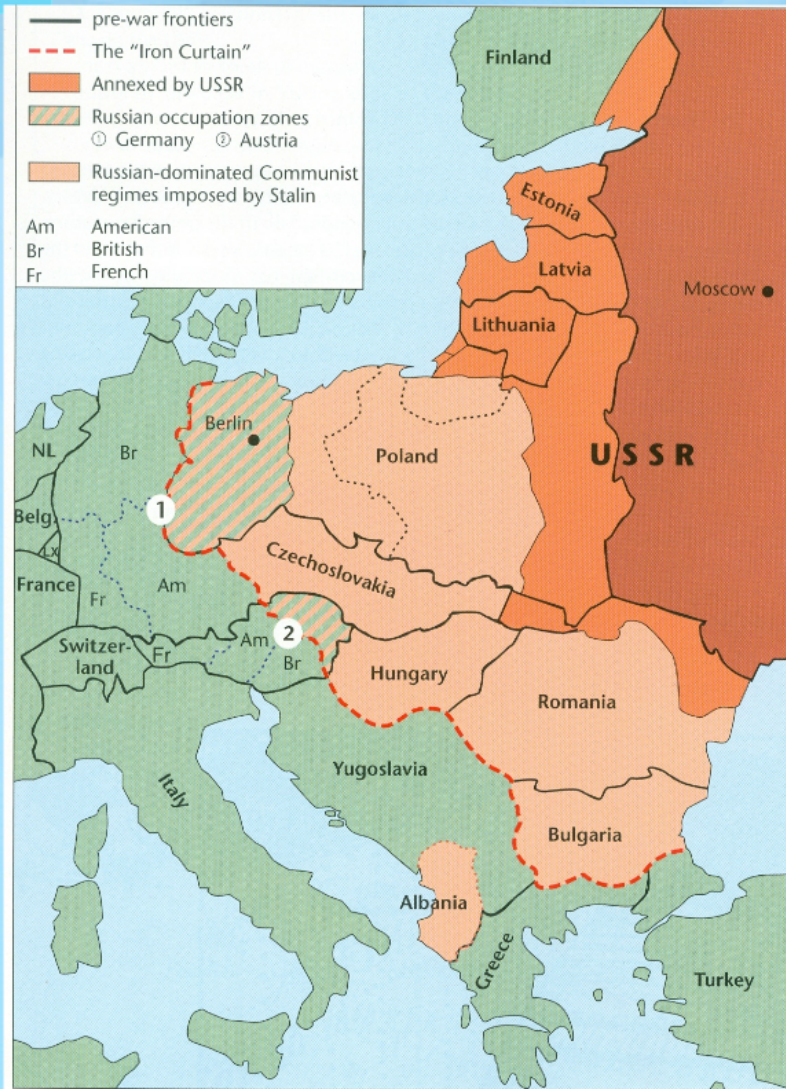 pre-war frontiers
The "Iron Curtain"
Annexed by USSR
Russian occupation zones
① Germany ② Austria
Russian-dominated Communist
regimes imposed by Stalin
Am American
Br British
Fr French
Finland
Estonia
Latvia
Moscow
Lithuania
Berlin
NL
Br
Poland
USSR
1
Belg.
Lx
Czechoslovakia
France
Fr
Am
2
Am
Switzer-
land
Fr
Br
Hungary
Romania
Yugoslavia
Italy
Bulgaria
Albania
Greece
Turkey